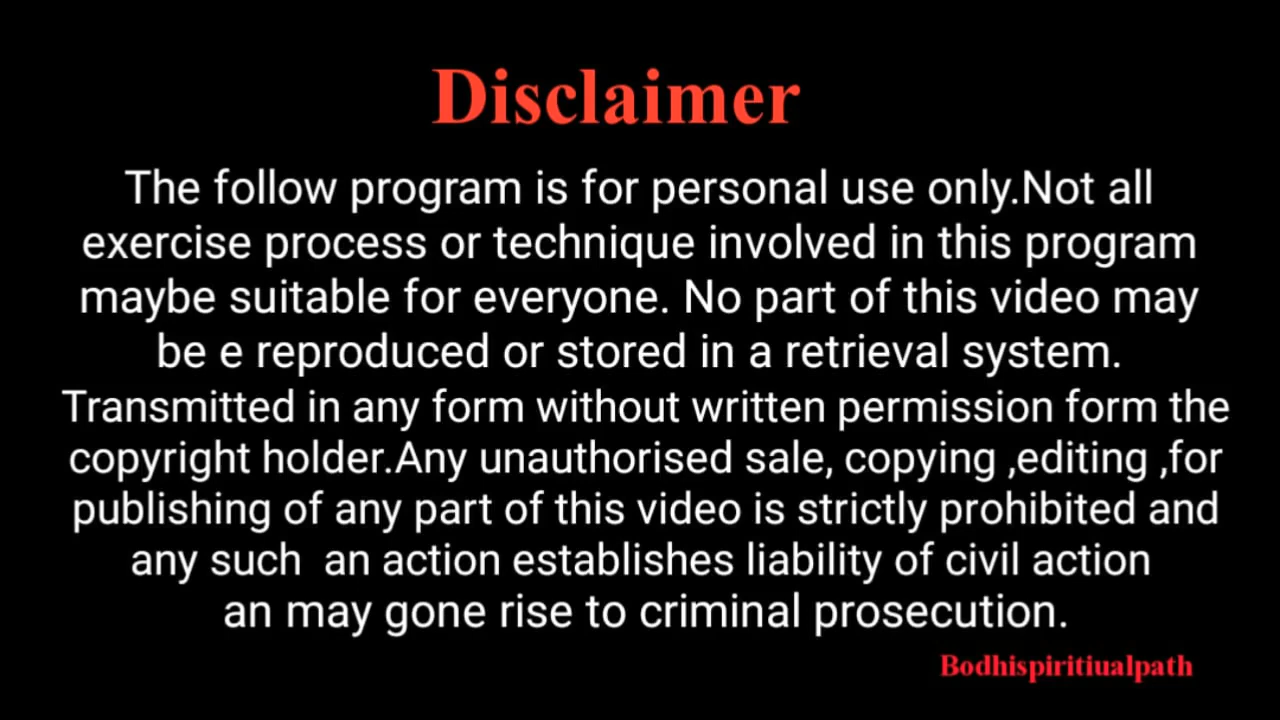 Disclaimer
The follow program is for personal use only.Not all
exercise process or technique involved in this program
maybe suitable for everyone. No part of this video may
be e reproduced or stored in a retrieval system.
Transmitted in any form without written permission form the
copyright holder.Any unauthorised sale, copying ,editing ,for
publishing of any part of this video is strictly prohibited and
any such  an action establishes liability of civil action
an may gone rise to criminal prosecution.
Bodhispiritiualpath